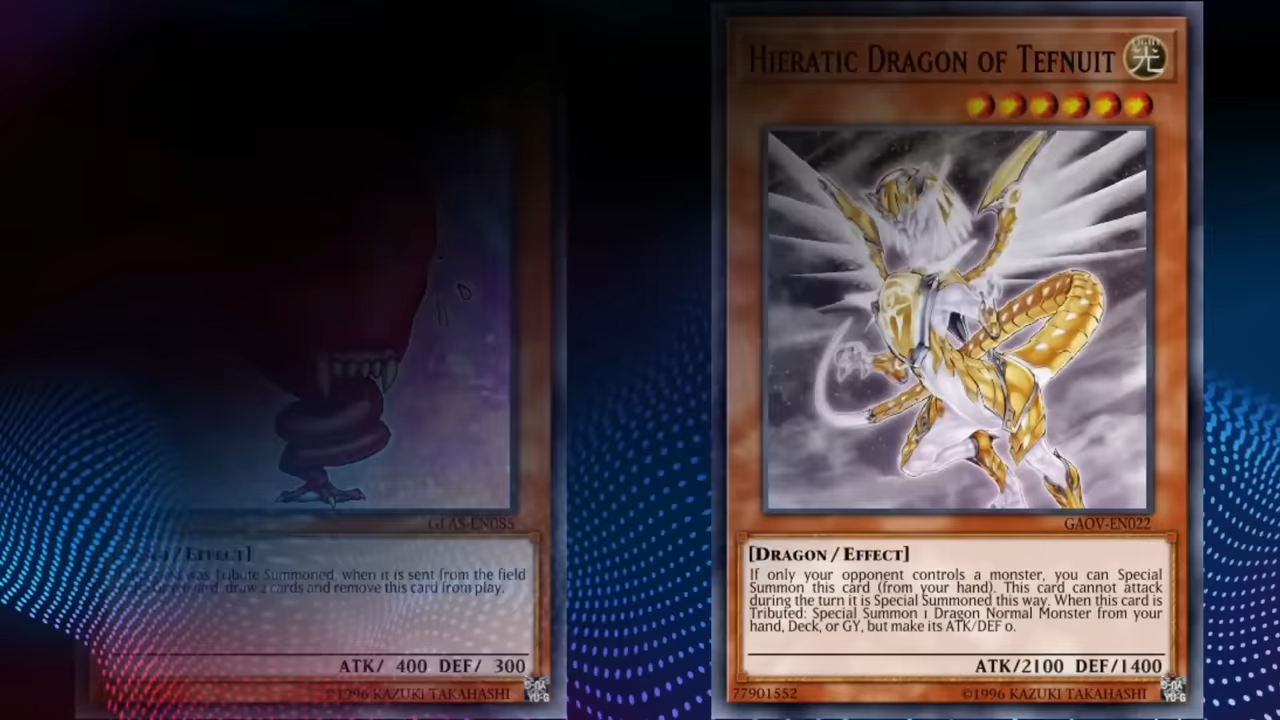 GLAS-EN085
/ EFFECT]
was Tribute Summoned, when it is sent from the field
draw 2 cards and remove this card from play.
ATK/ 400 DEF/ 300
©1996 KAZUKI TAKAHASHI
HIERATIC DRAGON OF TEFNUIT
LIGHT
光
GAOV-EN022
[DRAGON / EFFECT]
If only your opponent controls a monster, you can Special
Summon this card (from your hand). This card cannot attack
during the turn it is Special Summoned this way. When this card is
Tributed: Special Summon 1 Dragon Normal Monster from your
hand, Deck, or GY, but make its ATK/DEF 0.
ATK/2100 DEF/1400
77901552
©1996 KAZUKI TAKAHASHI